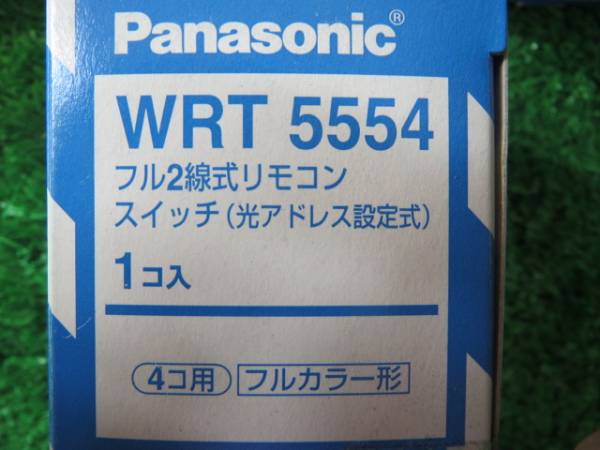 Panasonic®
WRT 5554
フル2線式リモコン
スイッチ(光アドレス設定式)
1コ入
4コ用 フルカラー形